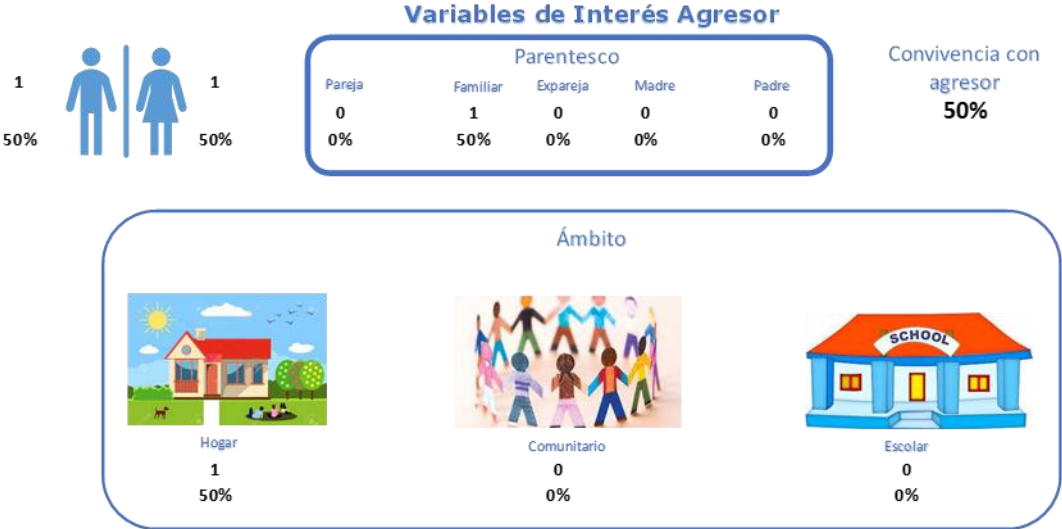 Variables de Interés Agresor
1
50%
1
50%
Parentesco
Pareja Familiar Expareja Madre Padre
0 1 0 0 0
0% 50% 0% 0% 0%
Convivencia con
agresor
50%
Ámbito
SCHOOL
Hogar Comunitario Escolar
1 0 0
50% 0% 0%